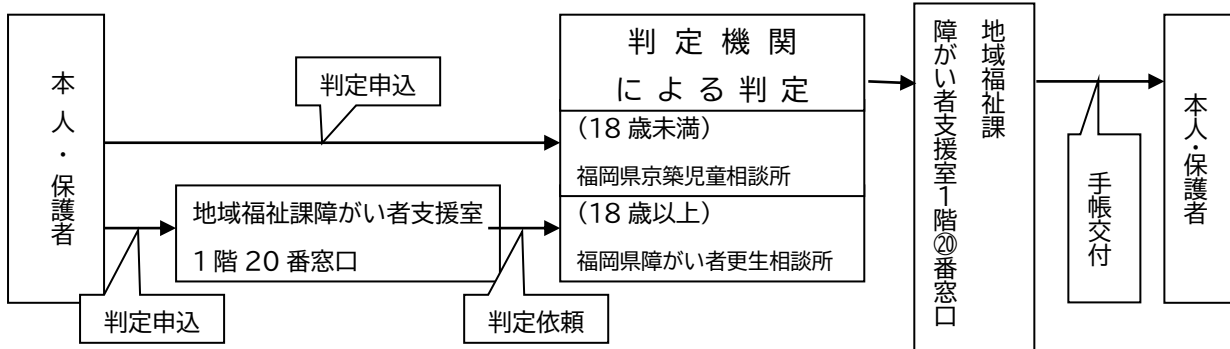 本人・保護者
判定申込
地域福祉課障がい者支援室
1階20番窓口
判定申込
判定依頼
判定機関
による判定
(18歳未満)
福岡県京築児童相談所
(18歳以上)
福岡県障がい者更生相談所
地域福祉課
障がい者支援室1階⑳番窓口
手帳交付
本人・保護者